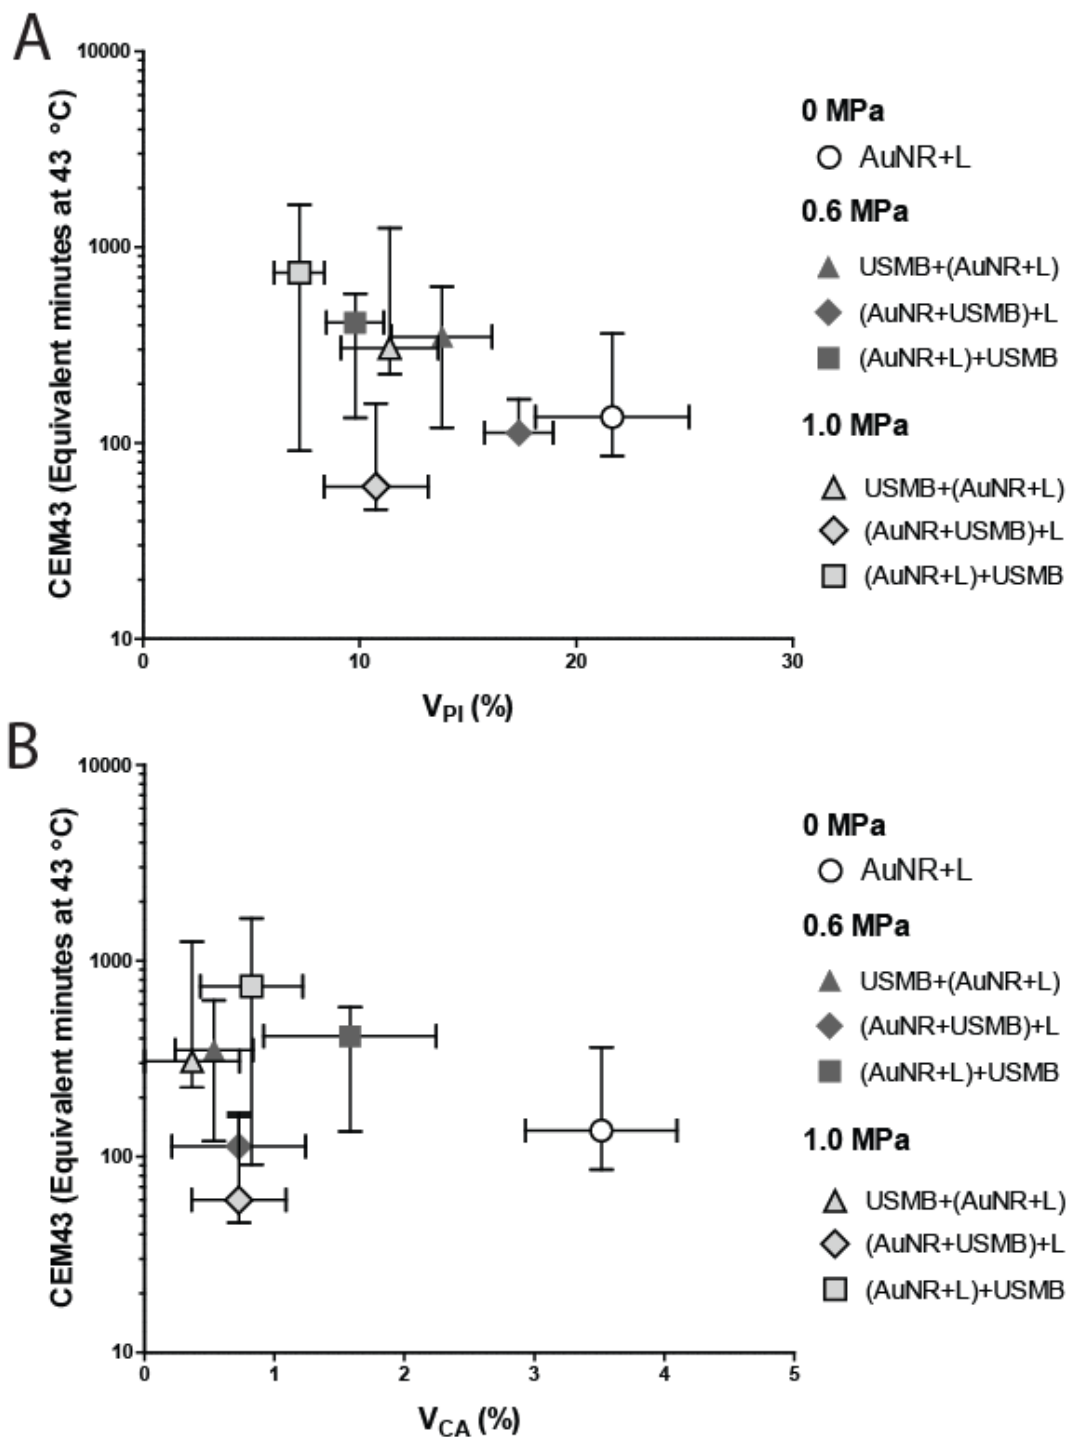 A
10000
1000
100
10
CEM43 (Equivalent minutes at 43 °C)
0 10 20 30
V_PI (%)
0 MPa
AuNR+L
0.6 MPa
USMB+(AuNR+L)
(AuNR+USMB)+L
(AuNR+L)+USMB
1.0 MPa
USMB+(AuNR+L)
(AuNR+USMB)+L
(AuNR+L)+USMB
B
10000
1000
100
10
CEM43 (Equivalent minutes at 43 °C)
0 1 2 3 4 5
V_CA (%)
0 MPa
AuNR+L
0.6 MPa
USMB+(AuNR+L)
(AuNR+USMB)+L
(AuNR+L)+USMB
1.0 MPa
USMB+(AuNR+L)
(AuNR+USMB)+L
(AuNR+L)+USMB